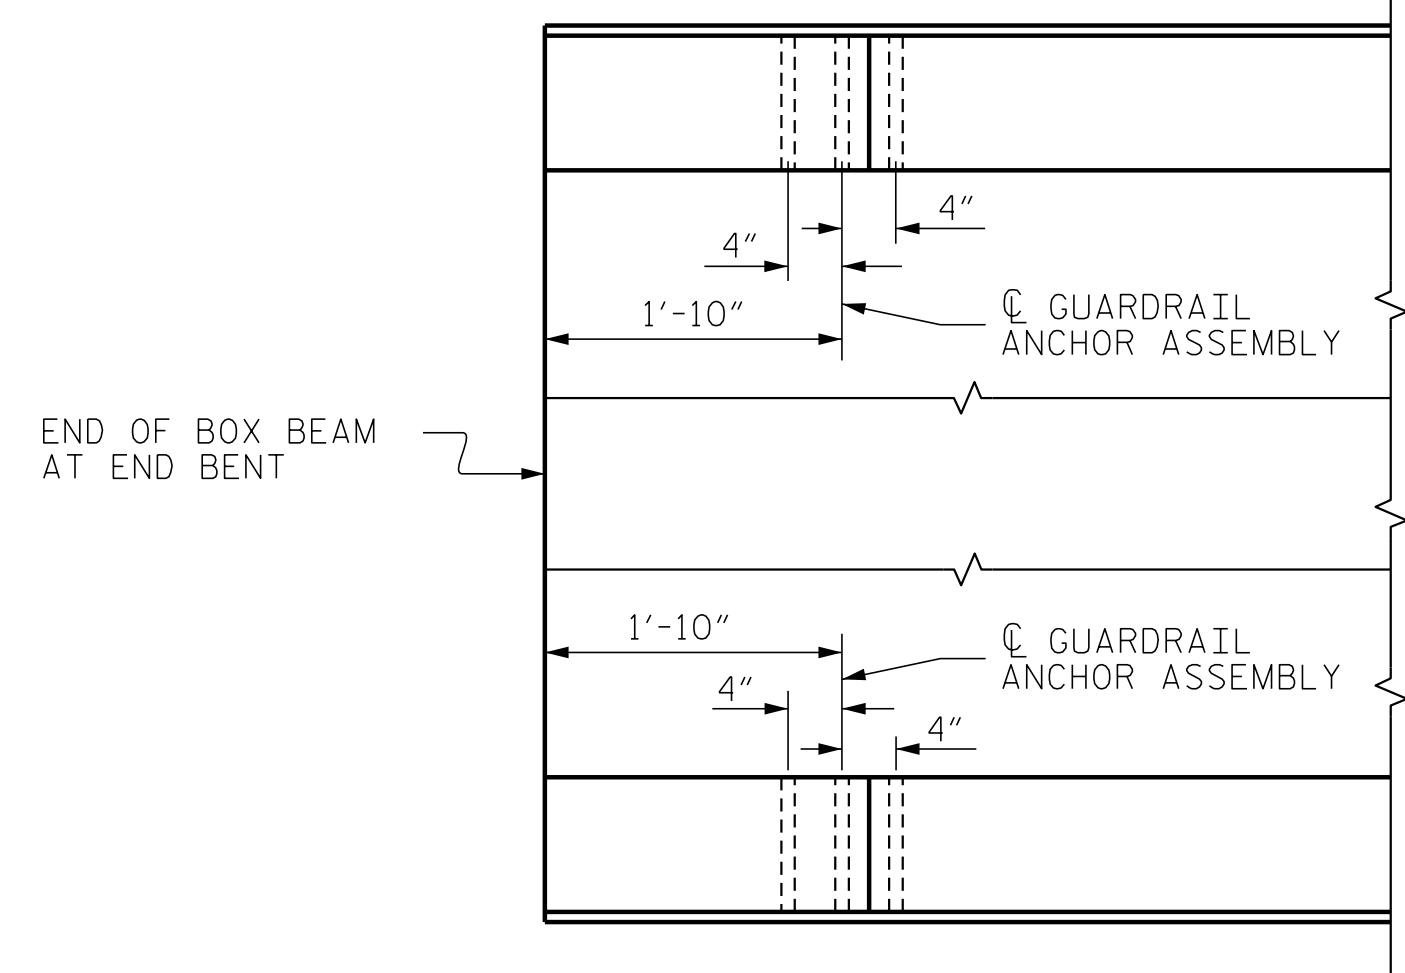 4"
4"
1'-10"
℄ GUARDRAIL
ANCHOR ASSEMBLY
END OF BOX BEAM
AT END BENT
1'-10"
℄ GUARDRAIL
ANCHOR ASSEMBLY
4"
4"